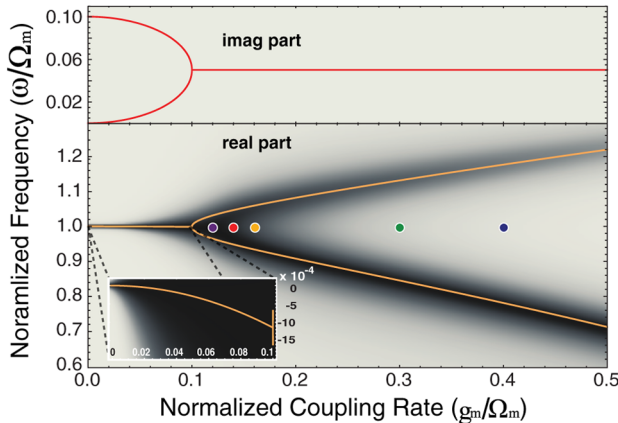 0.10
imag part
0.06
0.02
Noramlized Frequency (ω/Ωm)
real part
1.2
1.1
1.0
0.9
0.8
0.7
0.6
x 10⁻⁴
0
-5
-10
-15
0 0.02 0.04 0.06 0.08 0.1
0.0 0.1 0.2 0.3 0.4 0.5
Normalized Coupling Rate (gm/Ωm)